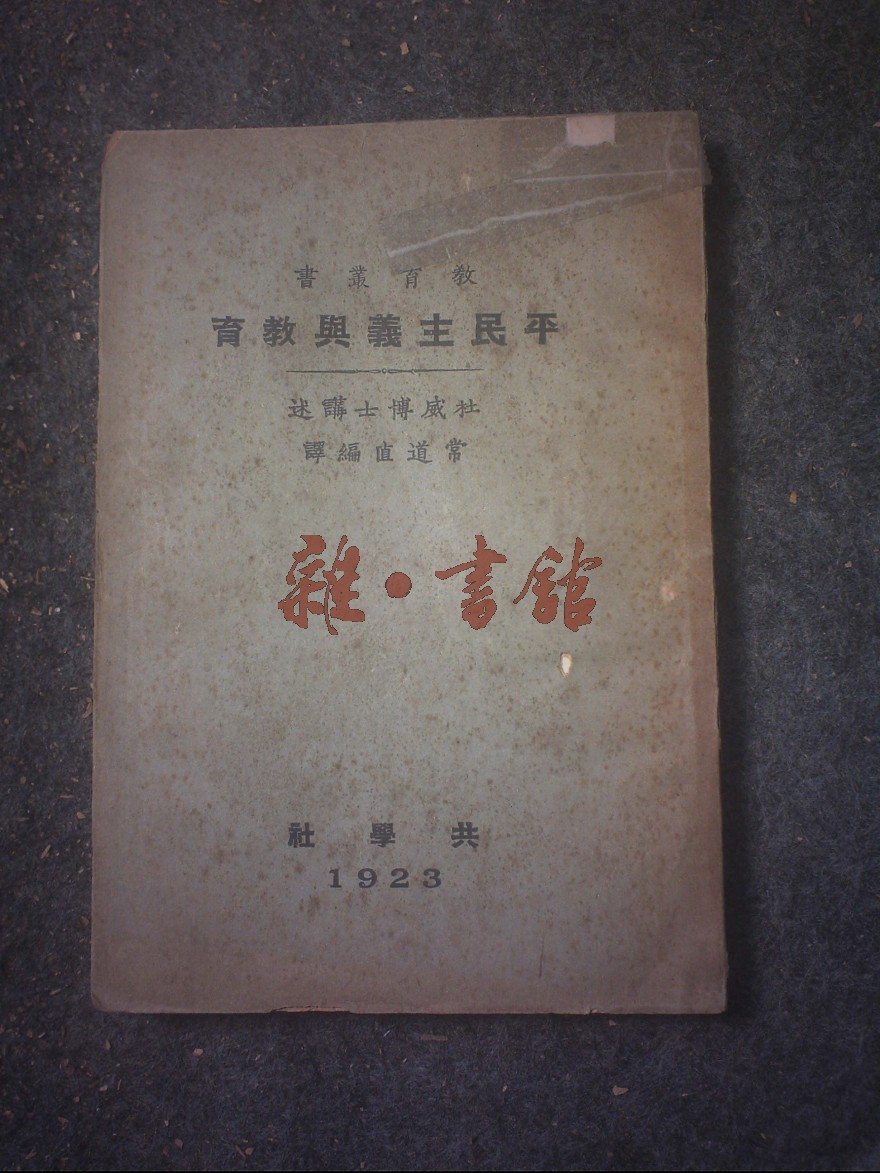 教育叢書
平民主義與教育
杜威博士講述
常道直編譯
雜·書館
共學社
1923